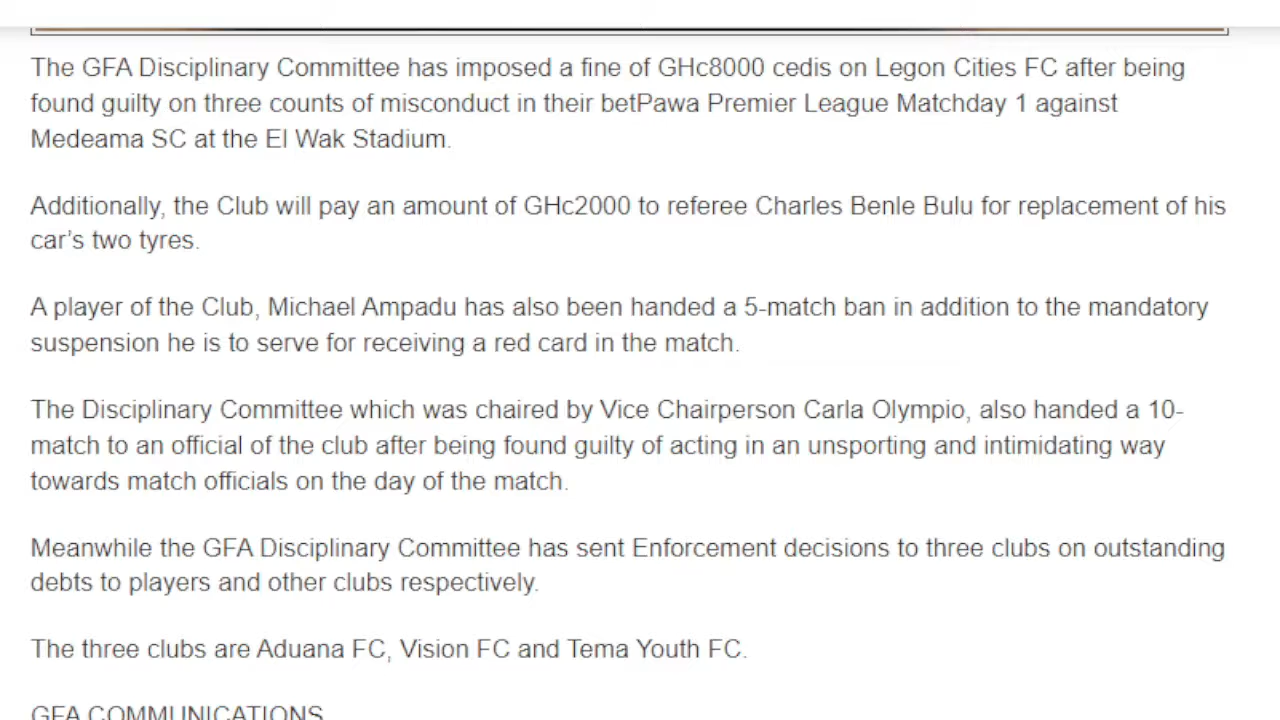 The GFA Disciplinary Committee has imposed a fine of GHc8000 cedis on Legon Cities FC after being
found guilty on three counts of misconduct in their betPawa Premier League Matchday 1 against
Medeama SC at the El Wak Stadium.
Additionally, the Club will pay an amount of GHc2000 to referee Charles Benle Bulu for replacement of his
car's two tyres.
A player of the Club, Michael Ampadu has also been handed a 5-match ban in addition to the mandatory
suspension he is to serve for receiving a red card in the match.
The Disciplinary Committee which was chaired by Vice Chairperson Carla Olympio, also handed a 10-
match to an official of the club after being found guilty of acting in an unsporting and intimidating way
towards match officials on the day of the match.
Meanwhile the GFA Disciplinary Committee has sent Enforcement decisions to three clubs on outstanding
debts to players and other clubs respectively.
The three clubs are Aduana FC, Vision FC and Tema Youth FC.
GFA COMMUNICATIONS